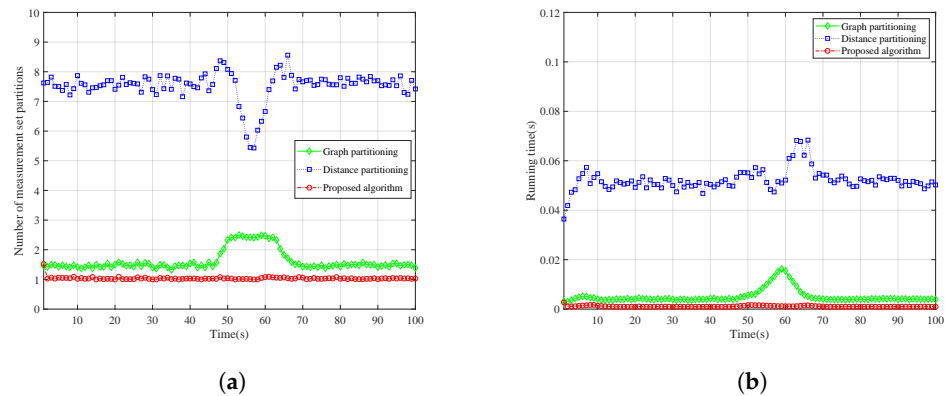 10
9
8
7
6
5
4
3
2
1
0
Number of measurement set partitions
Graph partitioning
Distance partitioning
Proposed algorithm
10 20 30 40 50 60 70 80 90 100
Time(s)
(a)
0.12
0.1
0.08
0.06
0.04
0.02
0
Running time(s)
Graph partitioning
Distance partitioning
Proposed algorithm
10 20 30 40 50 60 70 80 90 100
Time(s)
(b)